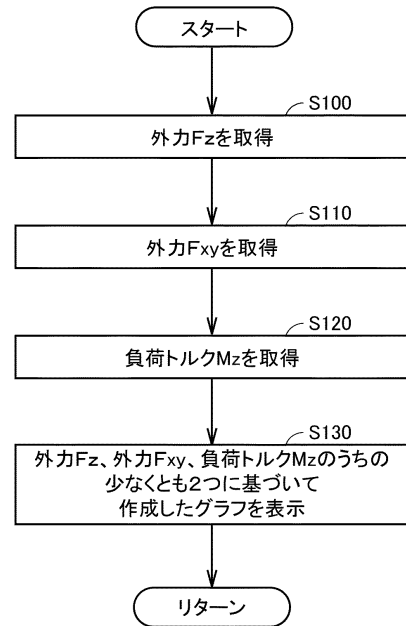 スタート
S100
外力Fzを取得
S110
外力Fxyを取得
S120
負荷トルクMzを取得
S130
外力Fz、外力Fxy、負荷トルクMzのうちの
少なくとも2つに基づいて
作成したグラフを表示
リターン